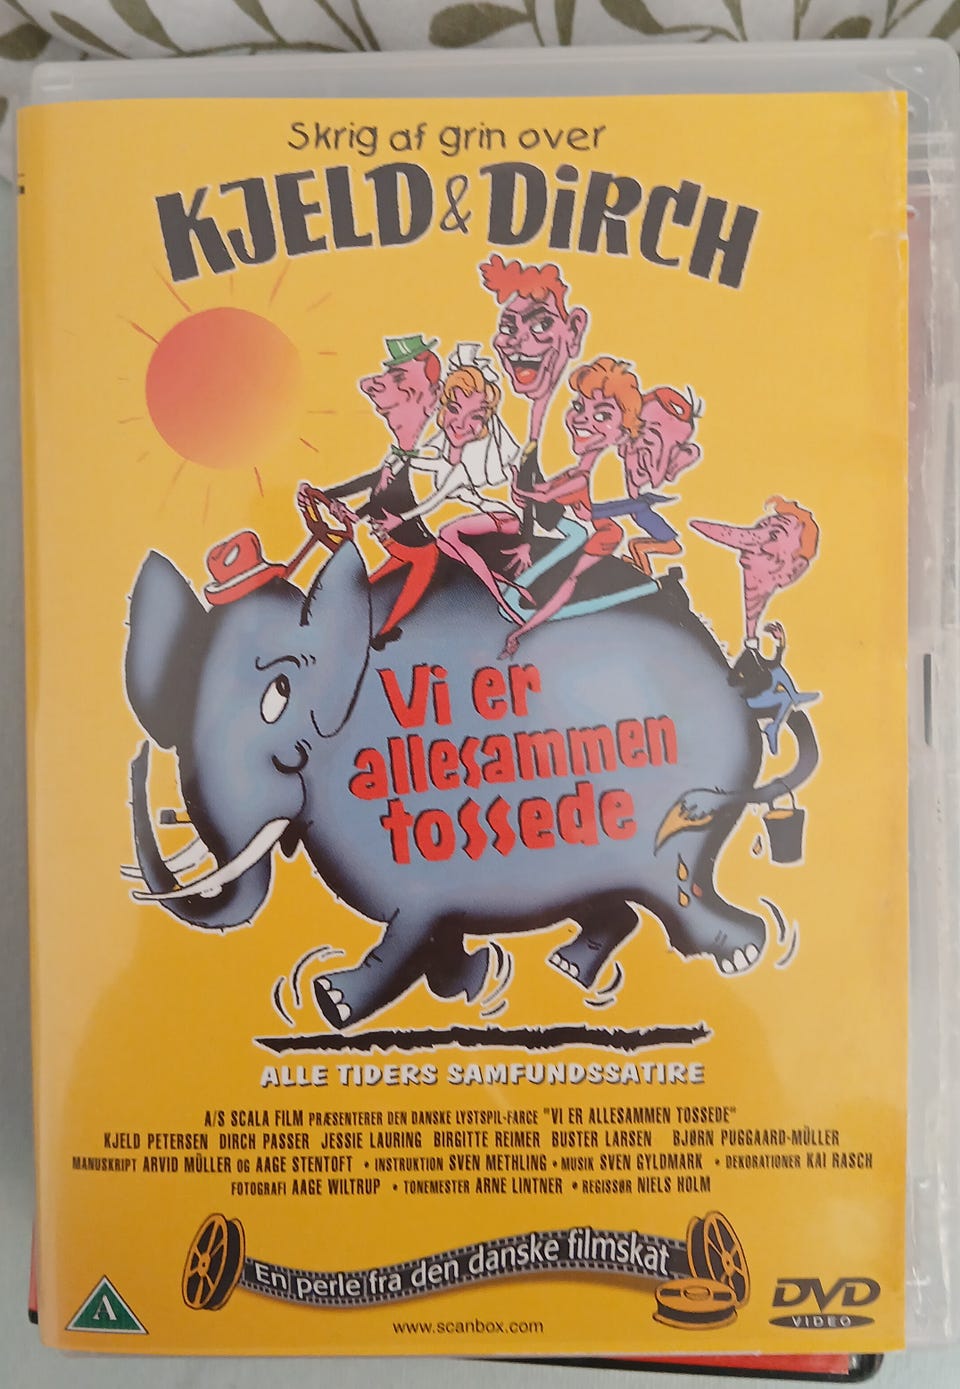 Skrig af grin over
KJELD & DIRCH
Vi er
allesammen
tossede
ALLE TIDERS SAMFUNDSSATIRE
A/S SCALA FILM PRÆSENTERER DEN DANSKE LYSTSPIL-FARCE "VI ER ALLESAMMEN TOSSEDE"
KJELD PETERSEN DIRCH PASSER JESSIE LAURING BIRGITTE REIMER BUSTER LARSEN BJØRN PUGGAARD-MÜLLER
MANUSKRIPT ARVID MÜLLER OG AAGE STENTOFT • INSTRUKTION SVEN METHLING • MUSIK SVEN GYLDMARK • DEKORATIONER KAI RASCH
FOTOGRAFI AAGE WILTRUP • TONEMESTER ARNE LINTNER • REGISSØR NIELS HOLM
En perle fra den danske filmskat
A
www.scanbox.com
DVD
VIDEO